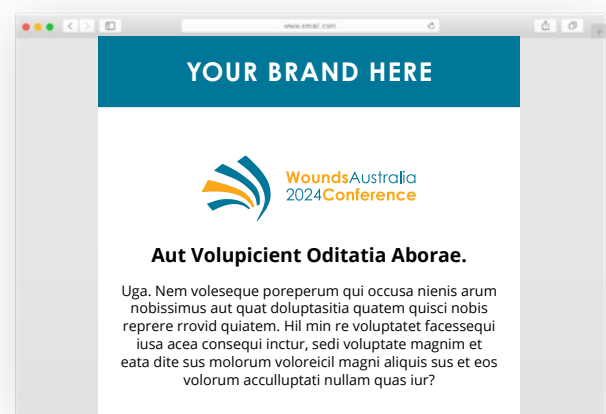 www.email.com
YOUR BRAND HERE
WoundsAustralia
2024Conference
Aut Volupicient Oditatia Aborae.
Uga. Nem voleseque poreperum qui occusa nienis arum
nobissimus aut quat doluptasitia quatem quisci nobis
reprere rrovid quiatem. Hil min re voluptatet facessequi
iusa acea consequi inctur, sedi voluptate magnim et
eata dite sus molorum voloreicil magni aliquis sus et eos
volorum acculluptati nullam quas iur?